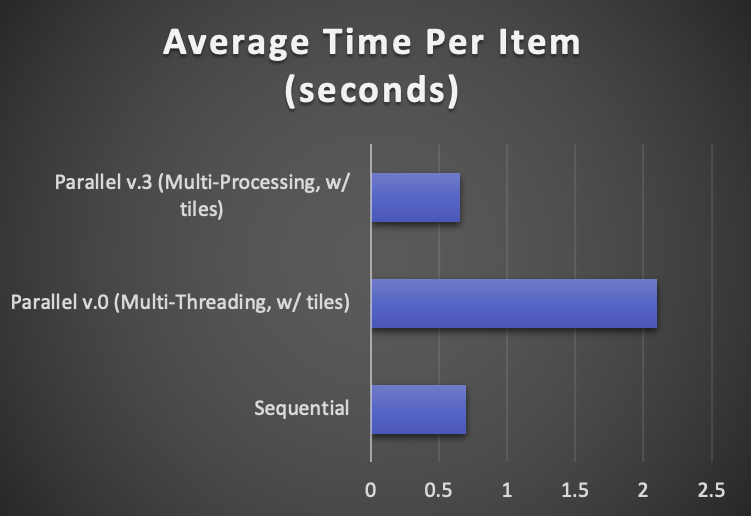 Average Time Per Item
(seconds)
Parallel v.3 (Multi-Processing, w/
tiles)
Parallel v.0 (Multi-Threading, w/ tiles)
Sequential
0 0.5 1 1.5 2 2.5